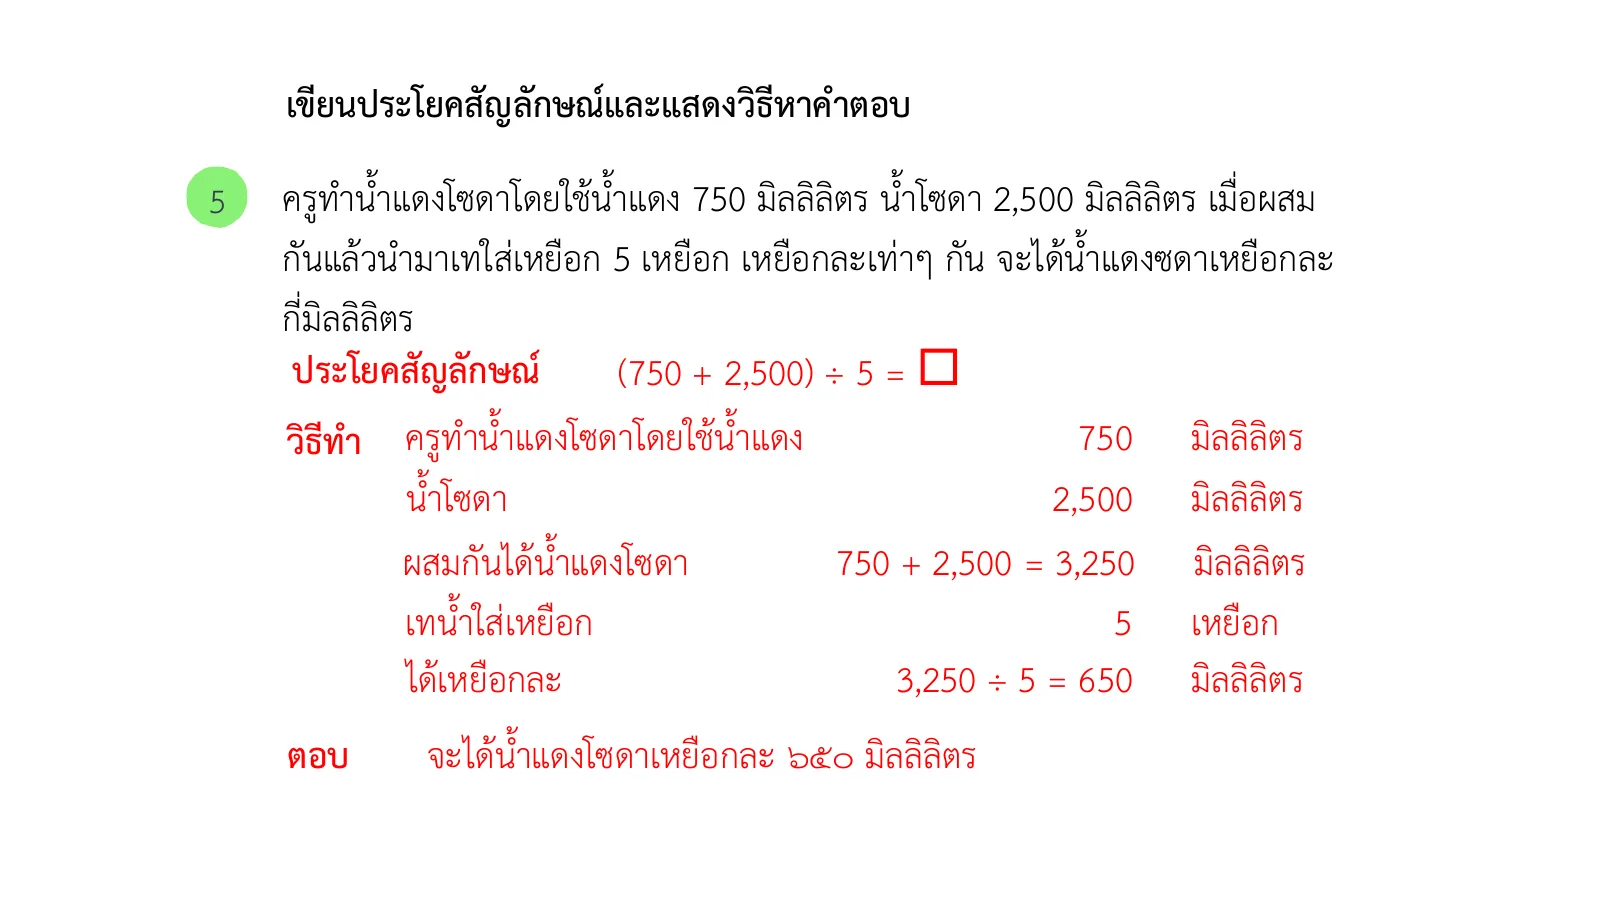 เขียนประโยคสัญลักษณ์และแสดงวิธีหาคำตอบ
5 ครูทำน้ำแดงโซดาโดยใช้น้ำแดง 750 มิลลิลิตร น้ำโซดา 2,500 มิลลิลิตร เมื่อผสม
กันแล้วนำมาเทใส่เหยือก 5 เหยือก เหยือกละเท่าๆ กัน จะได้น้ำแดงซดาเหยือกละ
กี่มิลลิลิตร
ประโยคสัญลักษณ์ (750 + 2,500) ÷ 5 = □
วิธีทำ ครูทำน้ำแดงโซดาโดยใช้น้ำแดง 750 มิลลิลิตร
น้ำโซดา 2,500 มิลลิลิตร
ผสมกันได้น้ำแดงโซดา 750 + 2,500 = 3,250 มิลลิลิตร
เทน้ำใส่เหยือก 5 เหยือก
ได้เหยือกละ 3,250 ÷ 5 = 650 มิลลิลิตร
ตอบ จะได้น้ำแดงโซดาเหยือกละ ๖๕๐ มิลลิลิตร